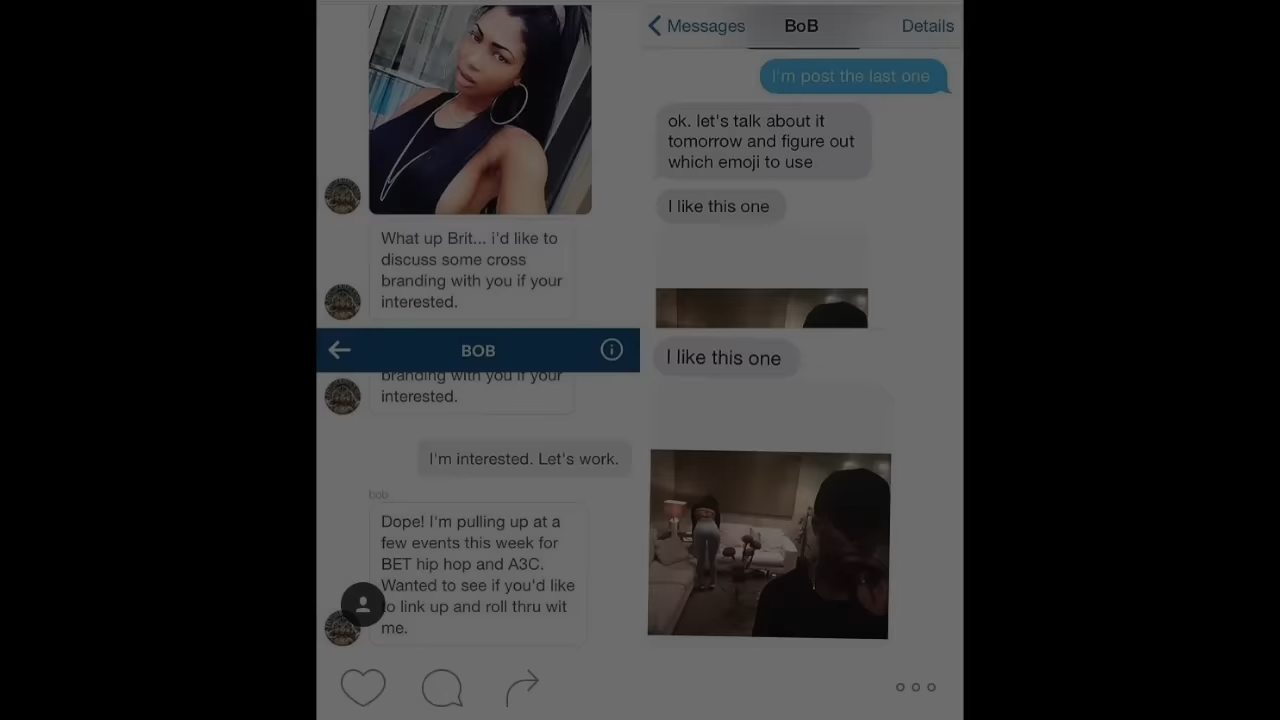 What up Brit... i'd like to
discuss some cross
branding with you if your
interested.
BOB
branding with you if your
interested.
I'm interested. Let's work.
bob
Dope! I'm pulling up at a
few events this week for
BET hip hop and A3C.
Wanted to see if you'd like
to link up and roll thru wit
me.
Messages
BoB
Details
I'm post the last one
ok. let's talk about it
tomorrow and figure out
which emoji to use
I like this one
I like this one